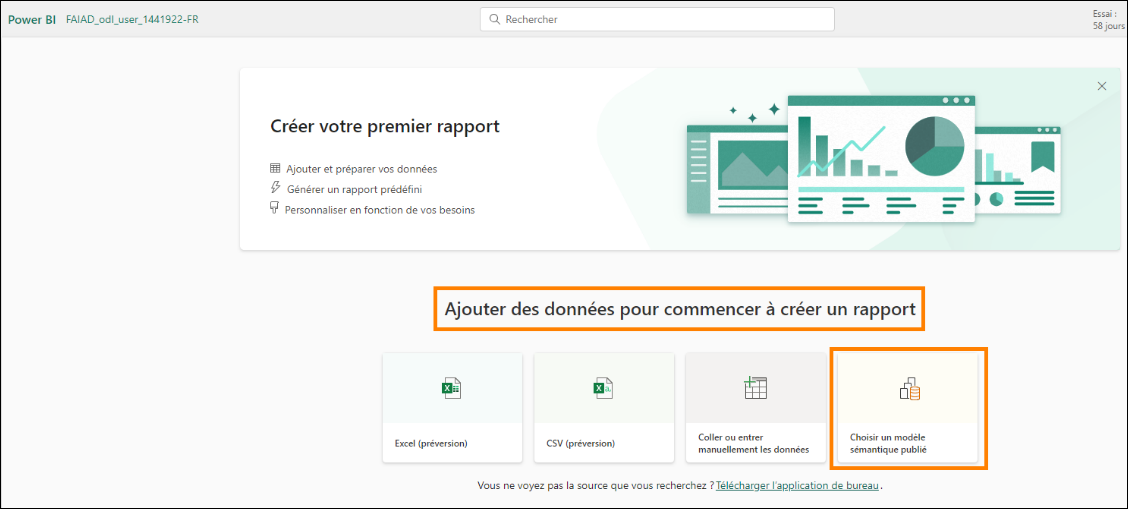 Power BI FAIAD_odl_user_1441922-FR
Rechercher
Essai :
58 jours
Créer votre premier rapport
Ajouter et préparer vos données
Générer un rapport prédéfini
Personnaliser en fonction de vos besoins
Ajouter des données pour commencer à créer un rapport
Excel (préversion)
CSV (préversion)
Coller ou entrer
manuellement les données
Choisir un modèle
sémantique publié
Vous ne voyez pas la source que vous recherchez ? Télécharger l'application de bureau.